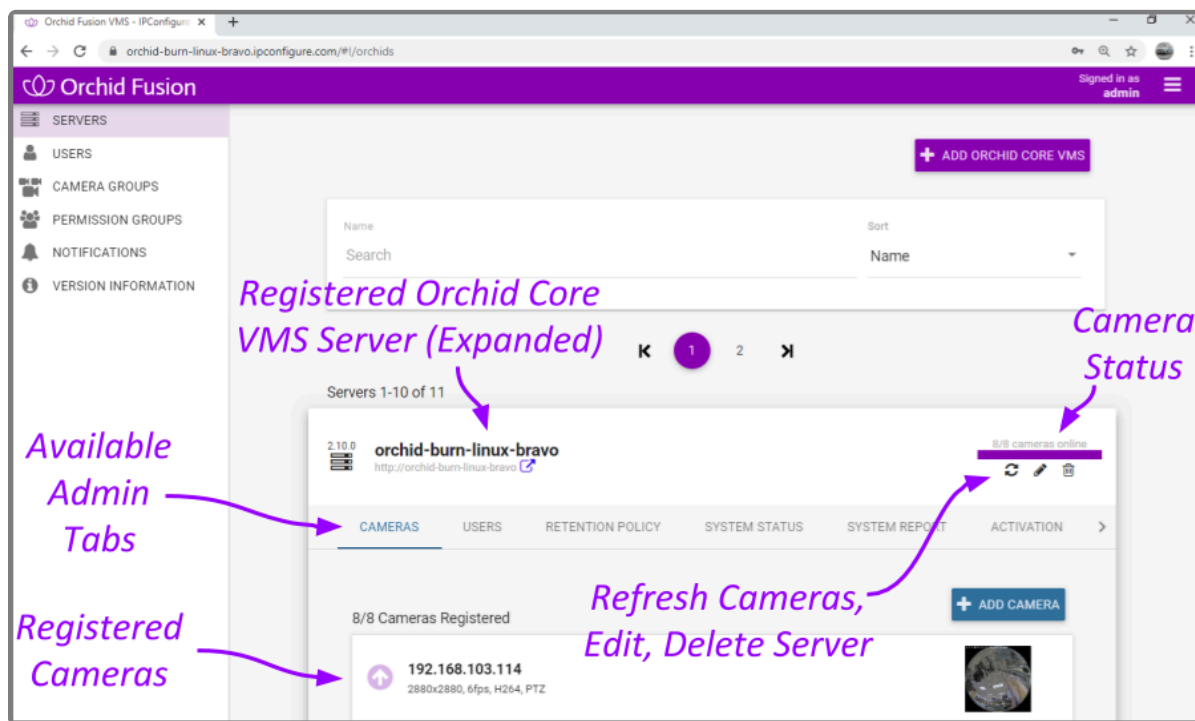 Orchid Fusion VMS - IPConfigure
orchid-burn-linux-bravo.ipconfigure.com/#!/orchids
Orchid Fusion
Signed in as
admin
SERVERS
USERS
CAMERA GROUPS
PERMISSION GROUPS
NOTIFICATIONS
VERSION INFORMATION
ADD ORCHID CORE VMS
Name
Search
Sort
Name
Registered Orchid Core
VMS Server (Expanded)
1 2
Camera
Status
Servers 1-10 of 11
2.10.0
orchid-burn-linux-bravo
http://orchid-burn-linux-bravo
8/8 cameras online
Available
Admin
Tabs
CAMERAS USERS RETENTION POLICY SYSTEM STATUS SYSTEM REPORT ACTIVATION
Refresh Cameras,
Edit, Delete Server
ADD CAMERA
8/8 Cameras Registered
Registered
Cameras
192.168.103.114
2880x2880, 6fps, H264, PTZ